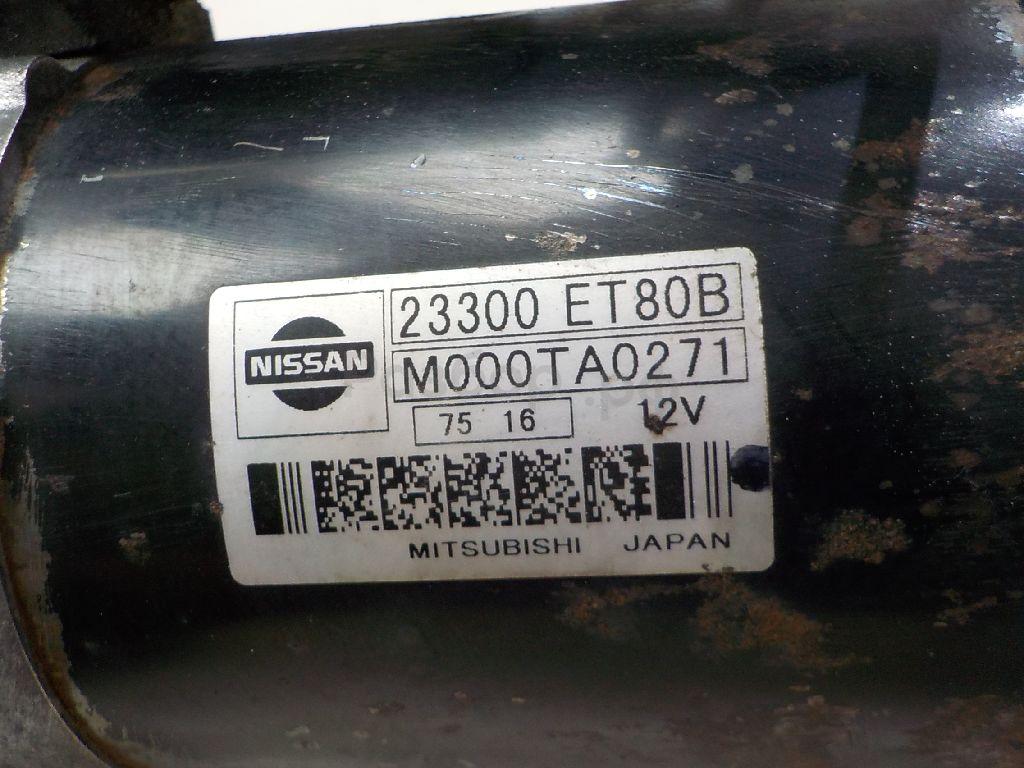 NISSAN
23300 ET80B
M000TA0271
75 16
12V
MITSUBISHI JAPAN